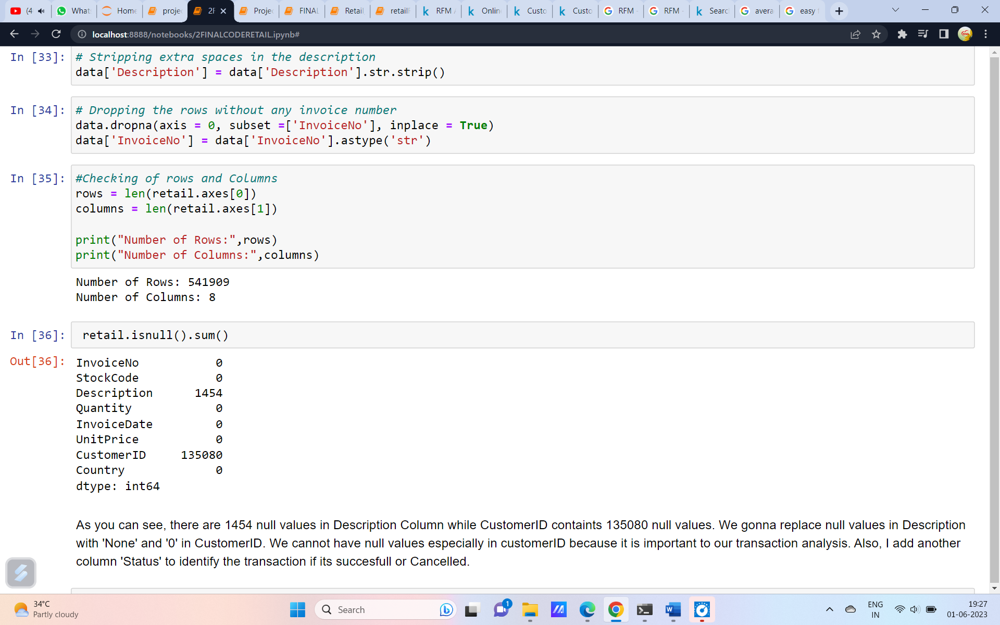 (4 What Home projec 2F Projec FINAL Retail retailF RFM A Onlin Custo Custo RFM - RFM - Searc avera easy
localhost:8888/notebooks/2FINALCODERETAIL.ipynb#
In [33]: # Stripping extra spaces in the description
data['Description'] = data['Description'].str.strip()
In [34]: # Dropping the rows without any invoice number
data.dropna(axis = 0, subset =['InvoiceNo'], inplace = True)
data['InvoiceNo'] = data['InvoiceNo'].astype('str')
In [35]: #Checking of rows and Columns
rows = len(retail.axes[0])
columns = len(retail.axes[1])
print("Number of Rows:",rows)
print("Number of Columns:",columns)
Number of Rows: 541909
Number of Columns: 8
In [36]: retail.isnull().sum()
Out[36]: InvoiceNo 0
StockCode 0
Description 1454
Quantity 0
InvoiceDate 0
UnitPrice 0
CustomerID 135080
Country 0
dtype: int64
As you can see, there are 1454 null values in Description Column while CustomerID containts 135080 null values. We gonna replace null values in Description
with 'None' and '0' in CustomerID. We cannot have null values especially in customerID because it is important to our transaction analysis. Also, I add another
column 'Status' to identify the transaction if its succesfull or Cancelled.
34°C
Partly cloudy
Search
1
ENG
IN
19:27
01-06-2023